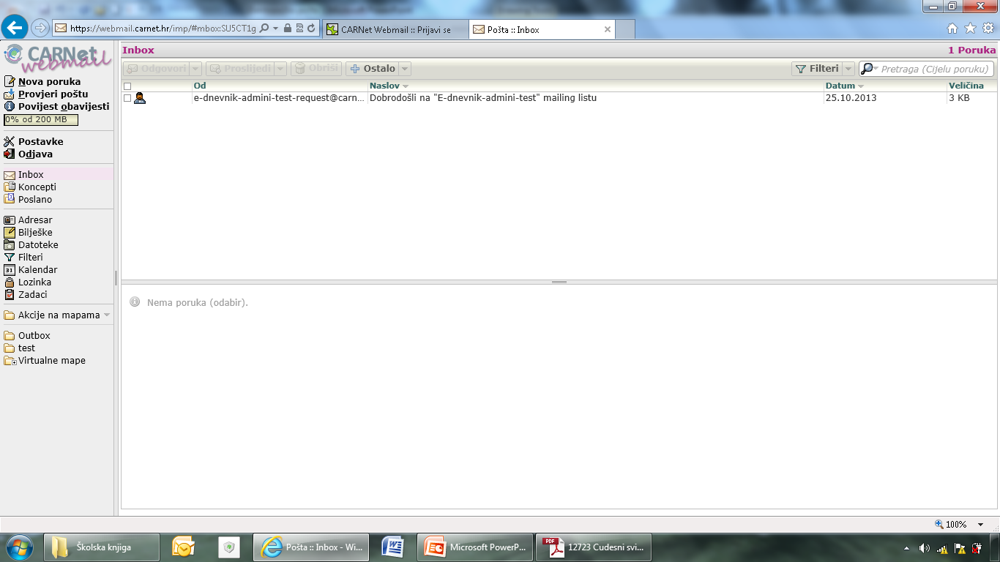 https://webmail.carnet.hr/imp/#mbox:SU5CT1g
CARNet Webmail :: Prijavi se
Pošta :: Inbox
CARNet
webmail
Nova poruka
Provjeri poštu
Povijest obavijesti
0% od 200 MB
Postavke
Odjava
Inbox
Koncepti
Poslano
Adresar
Bilješke
Datoteke
Filteri
31 Kalendar
Lozinka
Zadaci
Akcije na mapama
Outbox
test
Virtualne mape
Inbox 1 Poruka
Odgovori Proslijedi Obriši Ostalo Filteri Pretraga (Cijelu poruku)
Od Naslov Datum Veličina
e-dnevnik-admini-test-request@carn... Dobrodošli na "E-dnevnik-admini-test" mailing listu 25.10.2013 3 KB
Nema poruka (odabir).
100%
Školska knjiga
Pošta :: Inbox - Wi...
Microsoft PowerP...
PDF
12723 Cudesni svi...